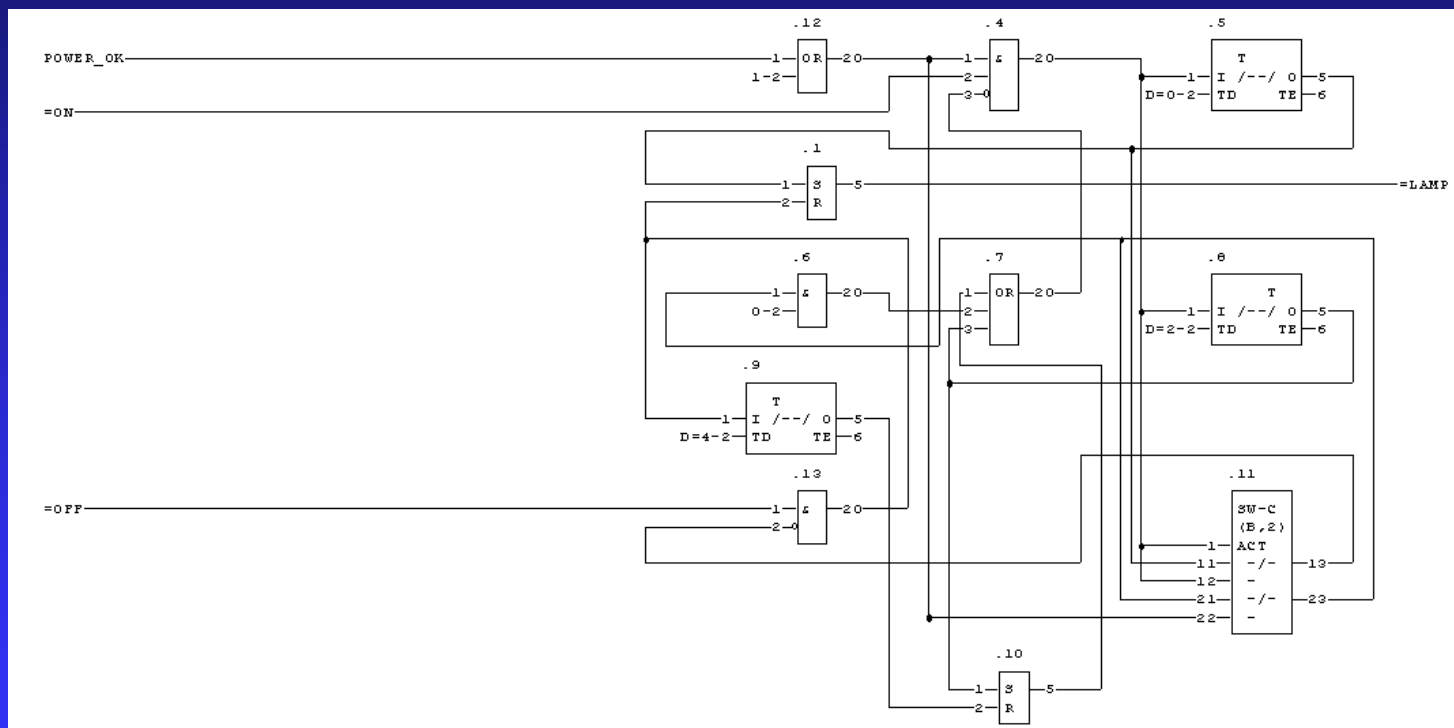 .12 .4 .5
POWER_OK 1 OR 20 1 & 20 T
1-2 2 1 I /--/ O 5
3 D=0-2 TD TE 6
=ON
.1
1 S 5 =LAMP
2 R
.6 .7 .8
1 & 20 1 OR 20 T
0-2 2 1 I /--/ O 5
3 D=2-2 TD TE 6
.9
T
1 I /--/ O 5
D=4-2 TD TE 6
.13 .11
=OFF 1 & 20 SW-C
2 (B,2)
1 ACT
11 -/- 13
12 -
21 -/- 23
22 -
.10
1 S 5
2 R